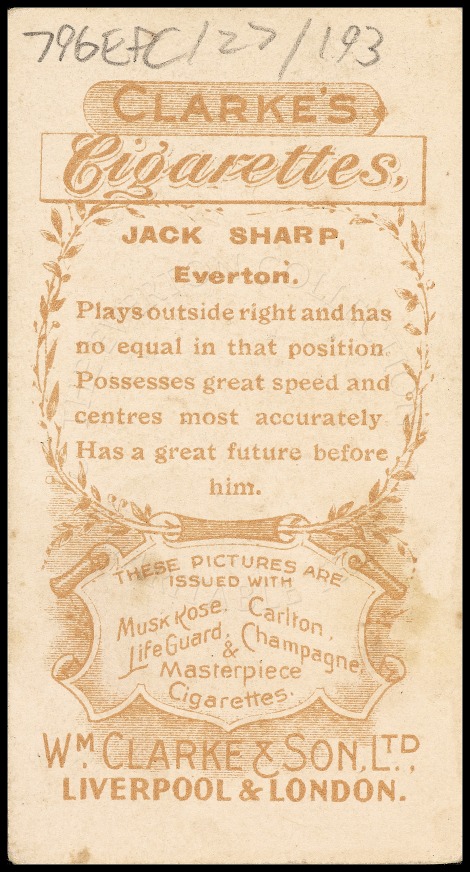 796EFC/27/193
CLARKE'S
Cigarettes,
JACK SHARP,
Everton.
Plays outside right and has
no equal in that position.
Possesses great speed and
centres most accurately
Has a great future before
him.
THESE PICTURES ARE
ISSUED WITH
Musk Rose. Carlton,
Life Guard, Champagne,
&
Masterpiece
Cigarettes.
WM. CLARKE & SON, LTD.,
LIVERPOOL & LONDON.